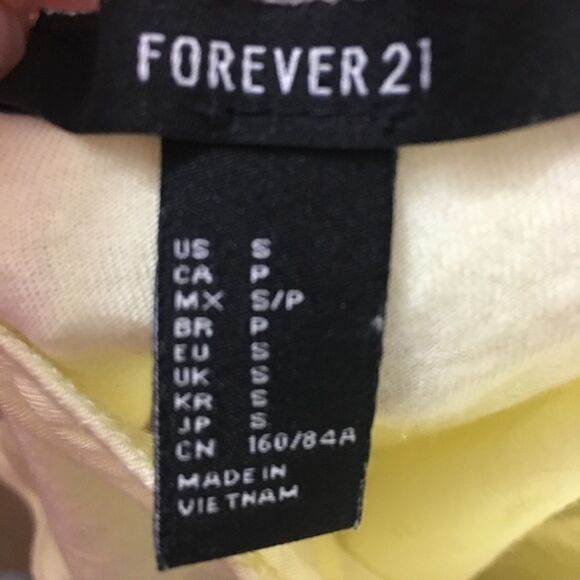 FOREVER 21
US S
CA P
MX S/P
BR P
EU S
UK S
KR S
JP S
CN 160/84A
MADE IN
VIETNAM